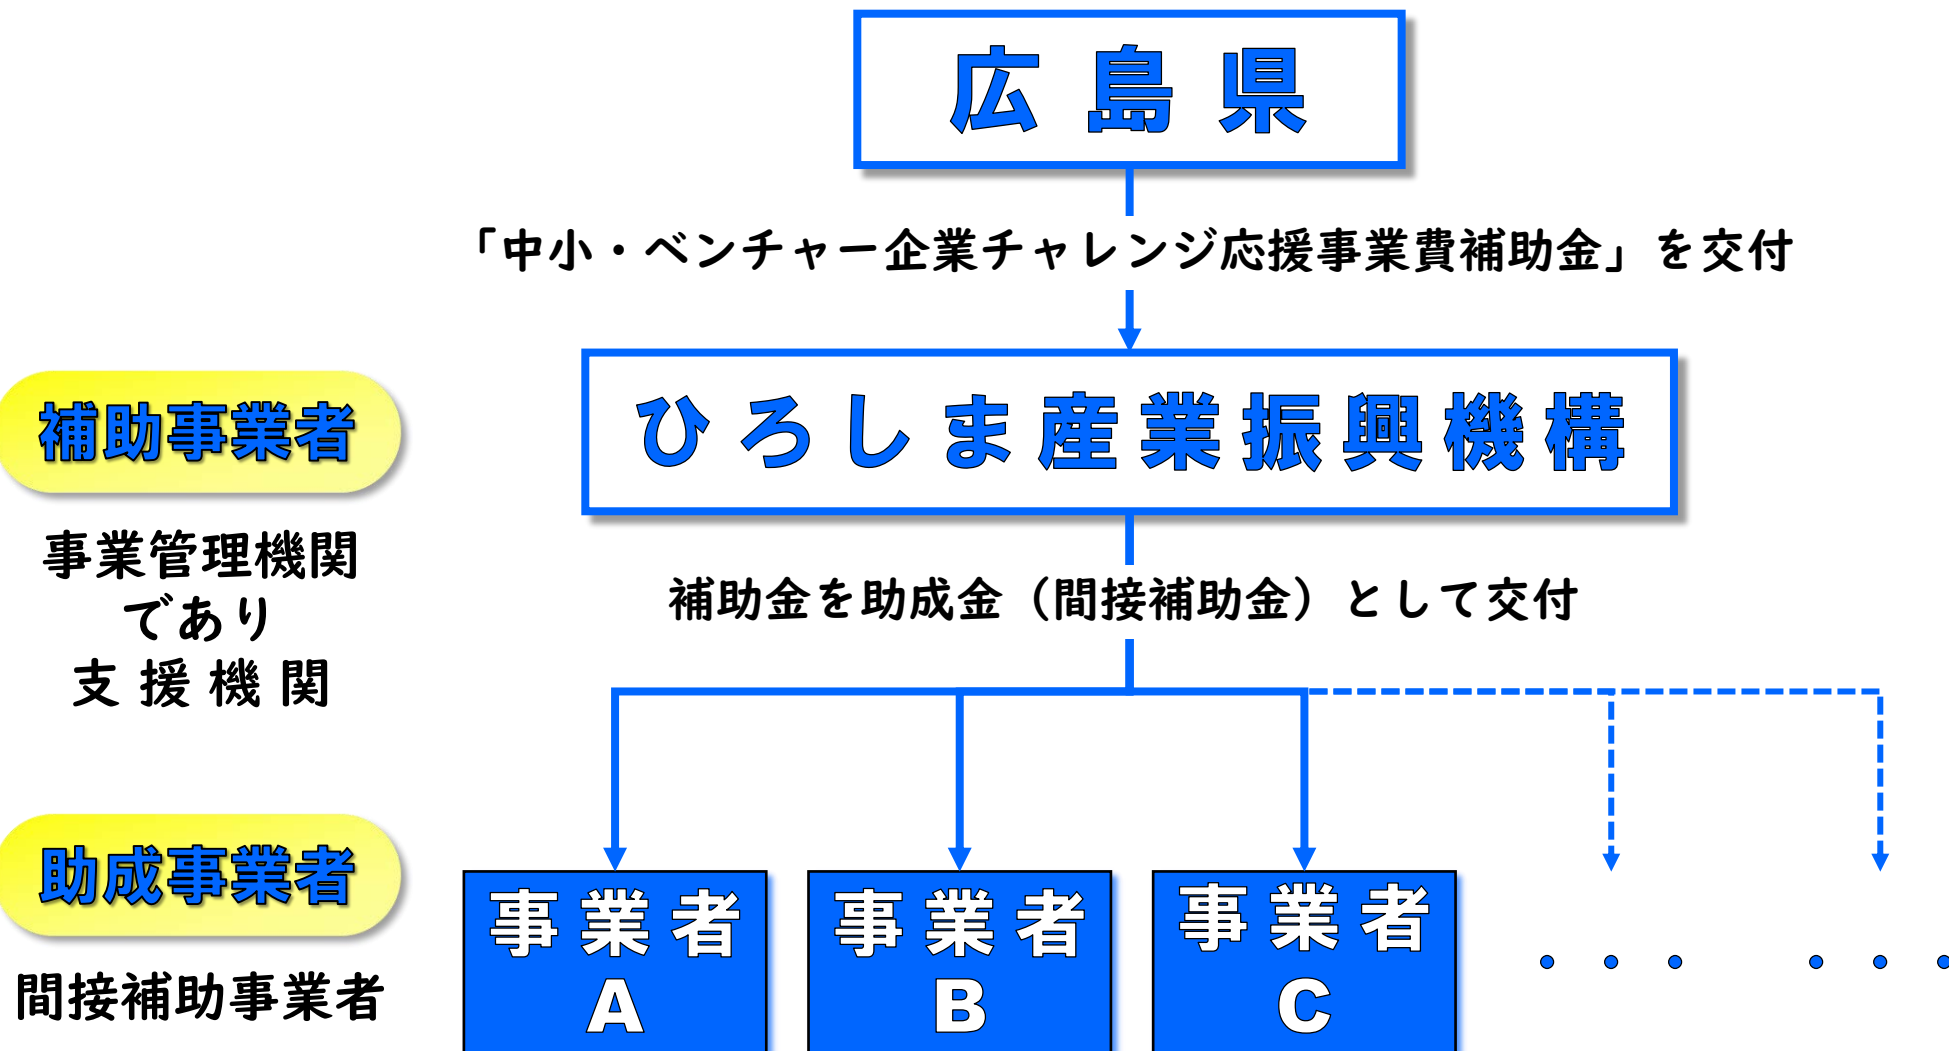 広島県
「中小・ベンチャー企業チャレンジ応援事業費補助金」を交付
補助事業者
ひろしま産業振興機構
事業管理機関
であり
支援機関
補助金を助成金（間接補助金）として交付
助成事業者
間接補助事業者
事業者
A
事業者
B
事業者
C
・・・ ・・・